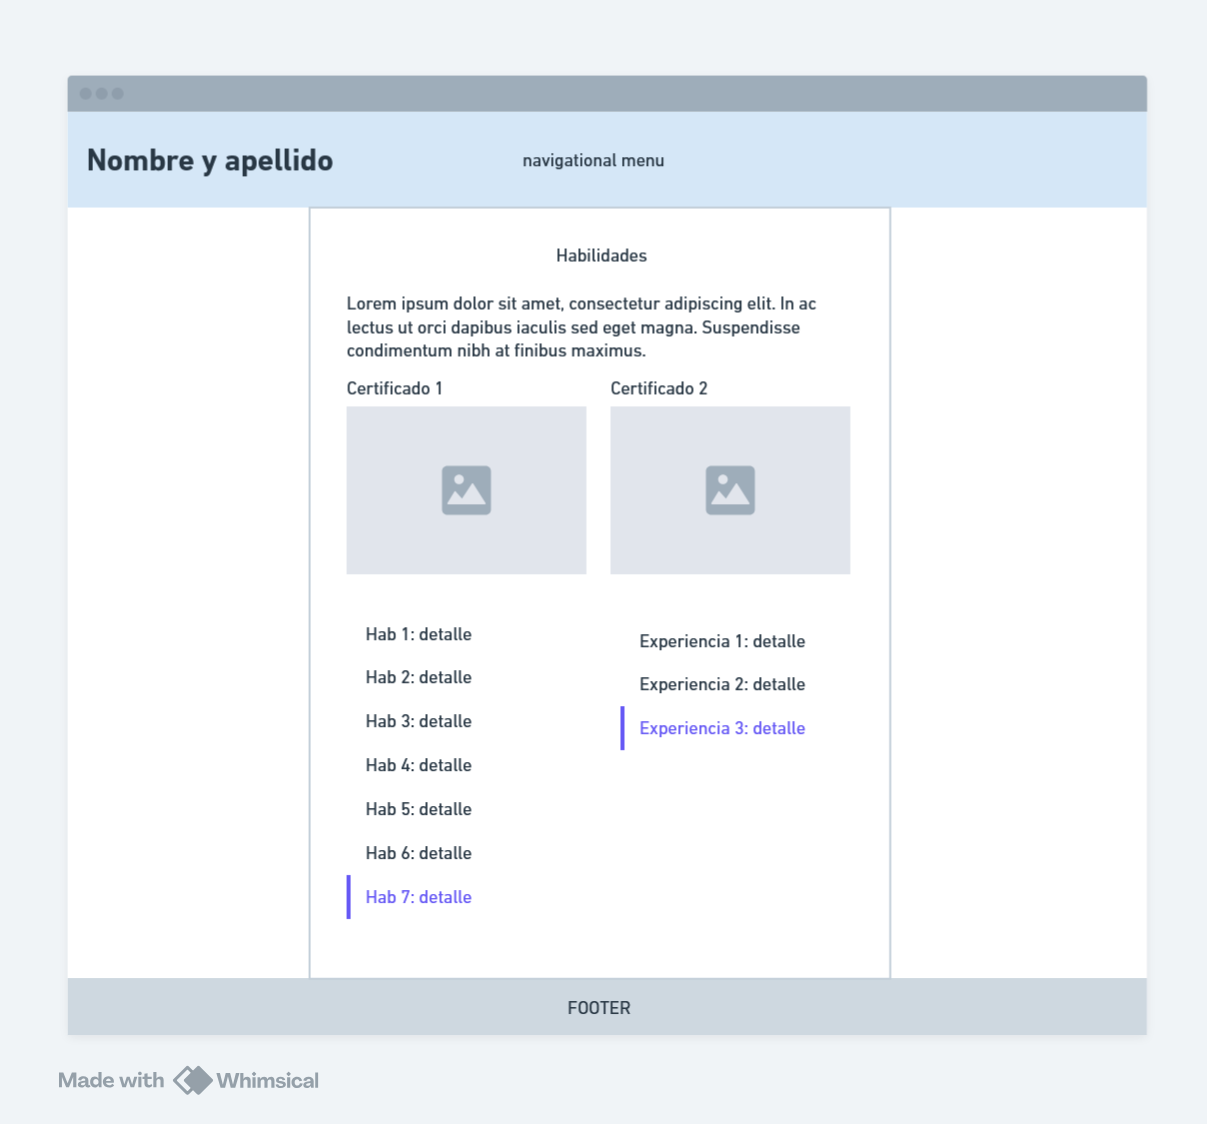 Nombre y apellido
navigational menu
Habilidades
Lorem ipsum dolor sit amet, consectetur adipiscing elit. In ac
lectus ut orci dapibus iaculis sed eget magna. Suspendisse
condimentum nibh at finibus maximus.
Certificado 1
Certificado 2
Hab 1: detalle
Hab 2: detalle
Hab 3: detalle
Hab 4: detalle
Hab 5: detalle
Hab 6: detalle
Hab 7: detalle
Experiencia 1: detalle
Experiencia 2: detalle
Experiencia 3: detalle
FOOTER
Made with Whimsical